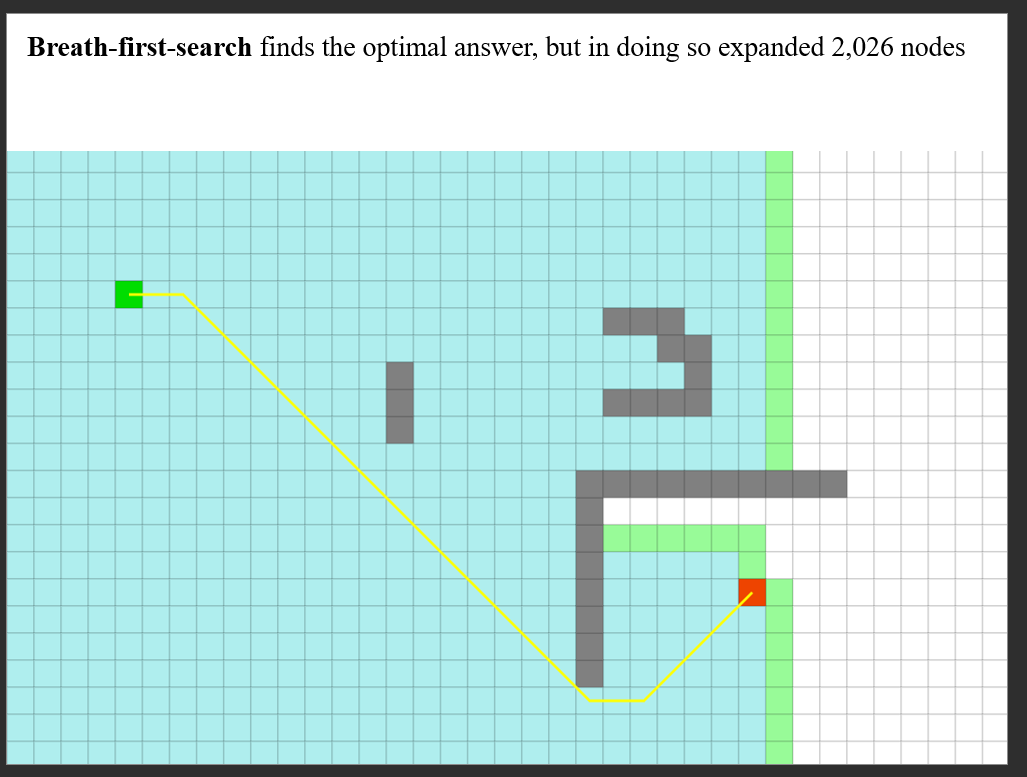 Breath-first-search finds the optimal answer, but in doing so expanded 2,026 nodes